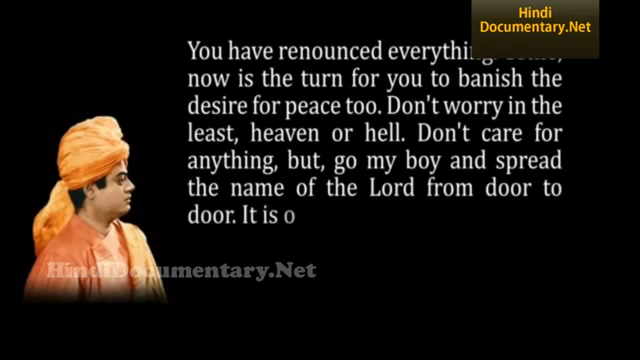 Hindi
Documentary.Net
You have renounced everything.
now is the turn for you to banish the
desire for peace too. Don't worry in the
least, heaven or hell. Don't care for
anything, but, go my boy and spread
the name of the Lord from door to
door. It is o
HindiDocumentary.Net